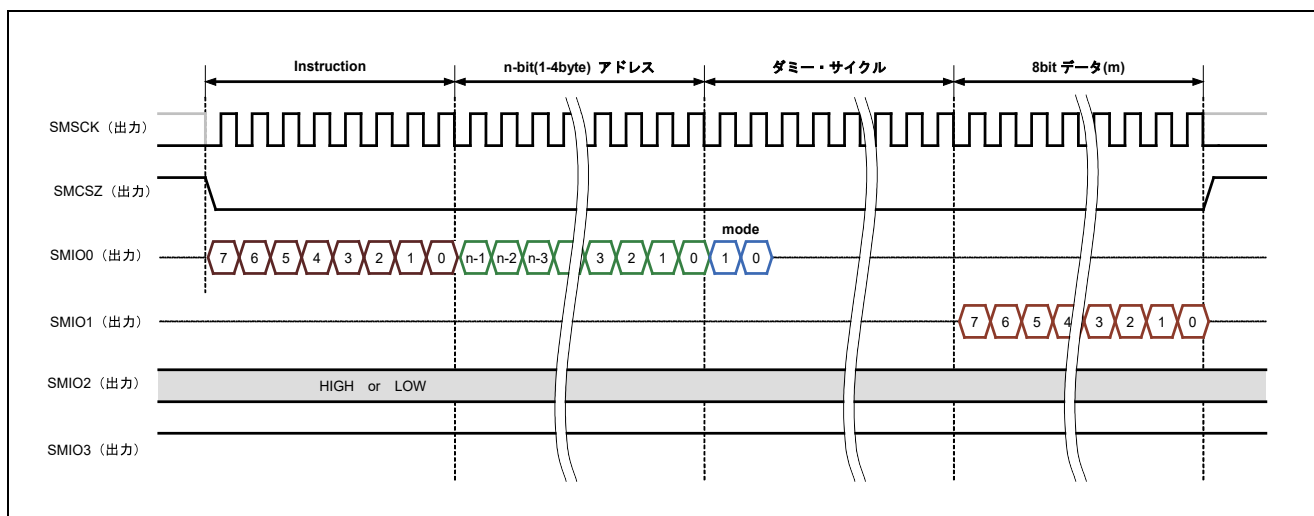 Instruction n-bit(1-4byte) アドレス ダミー・サイクル 8bit データ(m)
SMSCK（出力）
SMCSZ（出力）
mode
SMIO0（出力） 7 6 5 4 3 2 1 0 n-1 n-2 n-3 3 2 1 0 1 0
SMIO1（出力） 7 6 5 4 3 2 1 0
SMIO2（出力） HIGH or LOW
SMIO3（出力）